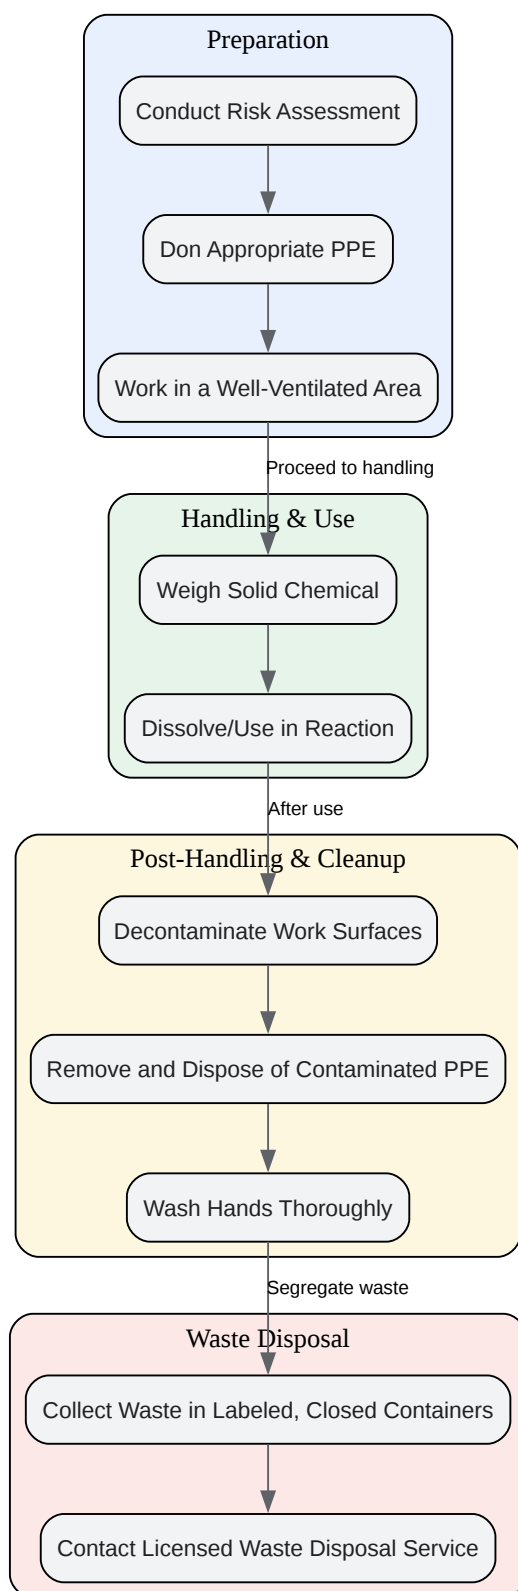 Preparation
Conduct Risk Assessment
Don Appropriate PPE
Work in a Well-Ventilated Area
Proceed to handling
Handling & Use
Weigh Solid Chemical
Dissolve/Use in Reaction
After use
Post-Handling & Cleanup
Decontaminate Work Surfaces
Remove and Dispose of Contaminated PPE
Wash Hands Thoroughly
Segregate waste
Waste Disposal
Collect Waste in Labeled, Closed Containers
Contact Licensed Waste Disposal Service